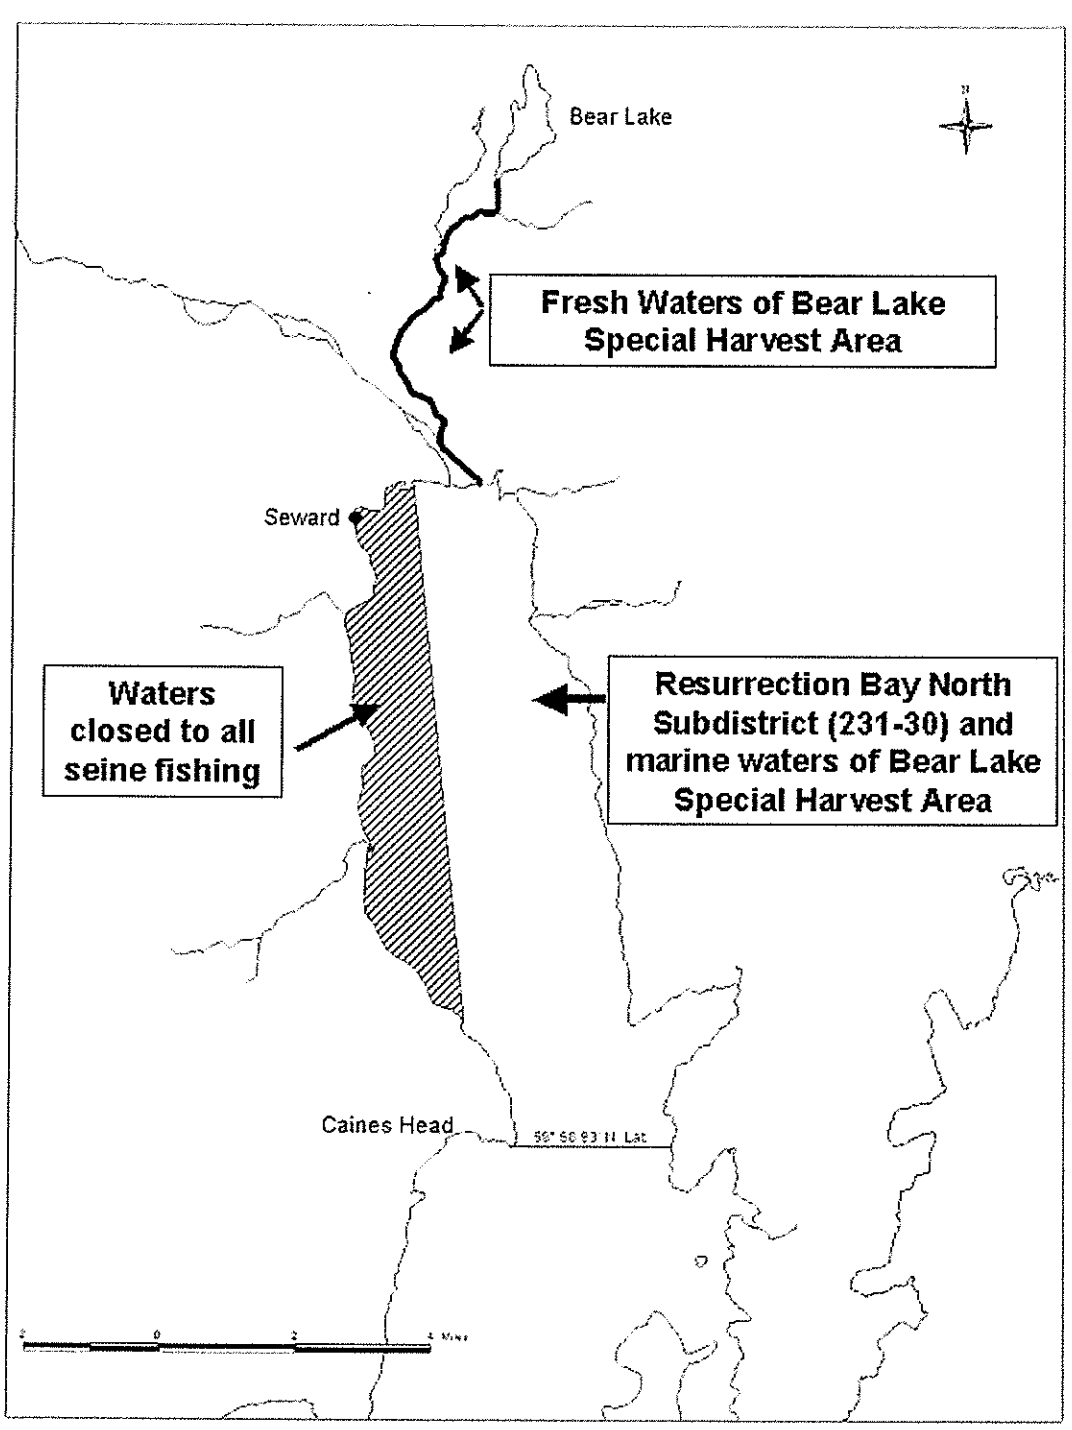 N
Bear Lake
Fresh Waters of Bear Lake
Special Harvest Area
Seward
Waters
closed to all
seine fishing
Resurrection Bay North
Subdistrict (231-30) and
marine waters of Bear Lake
Special Harvest Area
Caines Head
N Lat
2 0 2 4 Miles